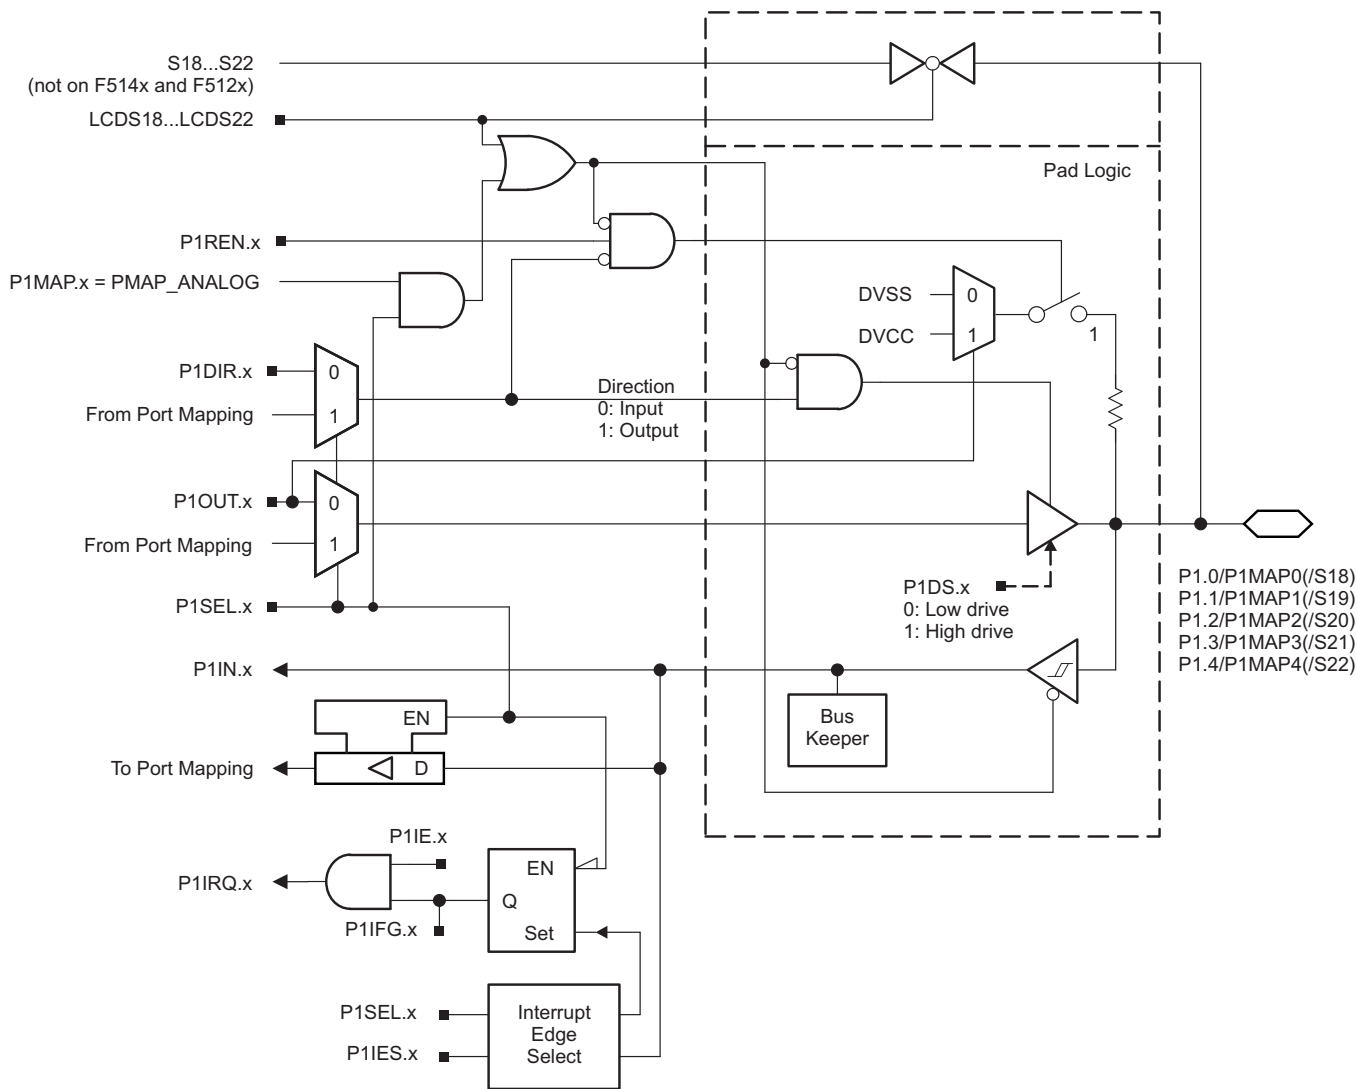 S18...S22
(not on F514x and F512x)
LCDS18...LCDS22
Pad Logic
P1REN.x
P1MAP.x = PMAP_ANALOG
DVSS
0
DVCC
1
1
P1DIR.x
0
Direction
0: Input
1: Output
From Port Mapping
1
P1OUT.x
0
From Port Mapping
1
P1DS.x
0: Low drive
1: High drive
P1.0/P1MAP0(/S18)
P1.1/P1MAP1(/S19)
P1.2/P1MAP2(/S20)
P1.3/P1MAP3(/S21)
P1.4/P1MAP4(/S22)
P1SEL.x
P1IN.x
EN
Bus
Keeper
To Port Mapping
D
P1IE.x
EN
P1IRQ.x
Q
P1IFG.x
Set
P1SEL.x
P1IES.x
Interrupt
Edge
Select